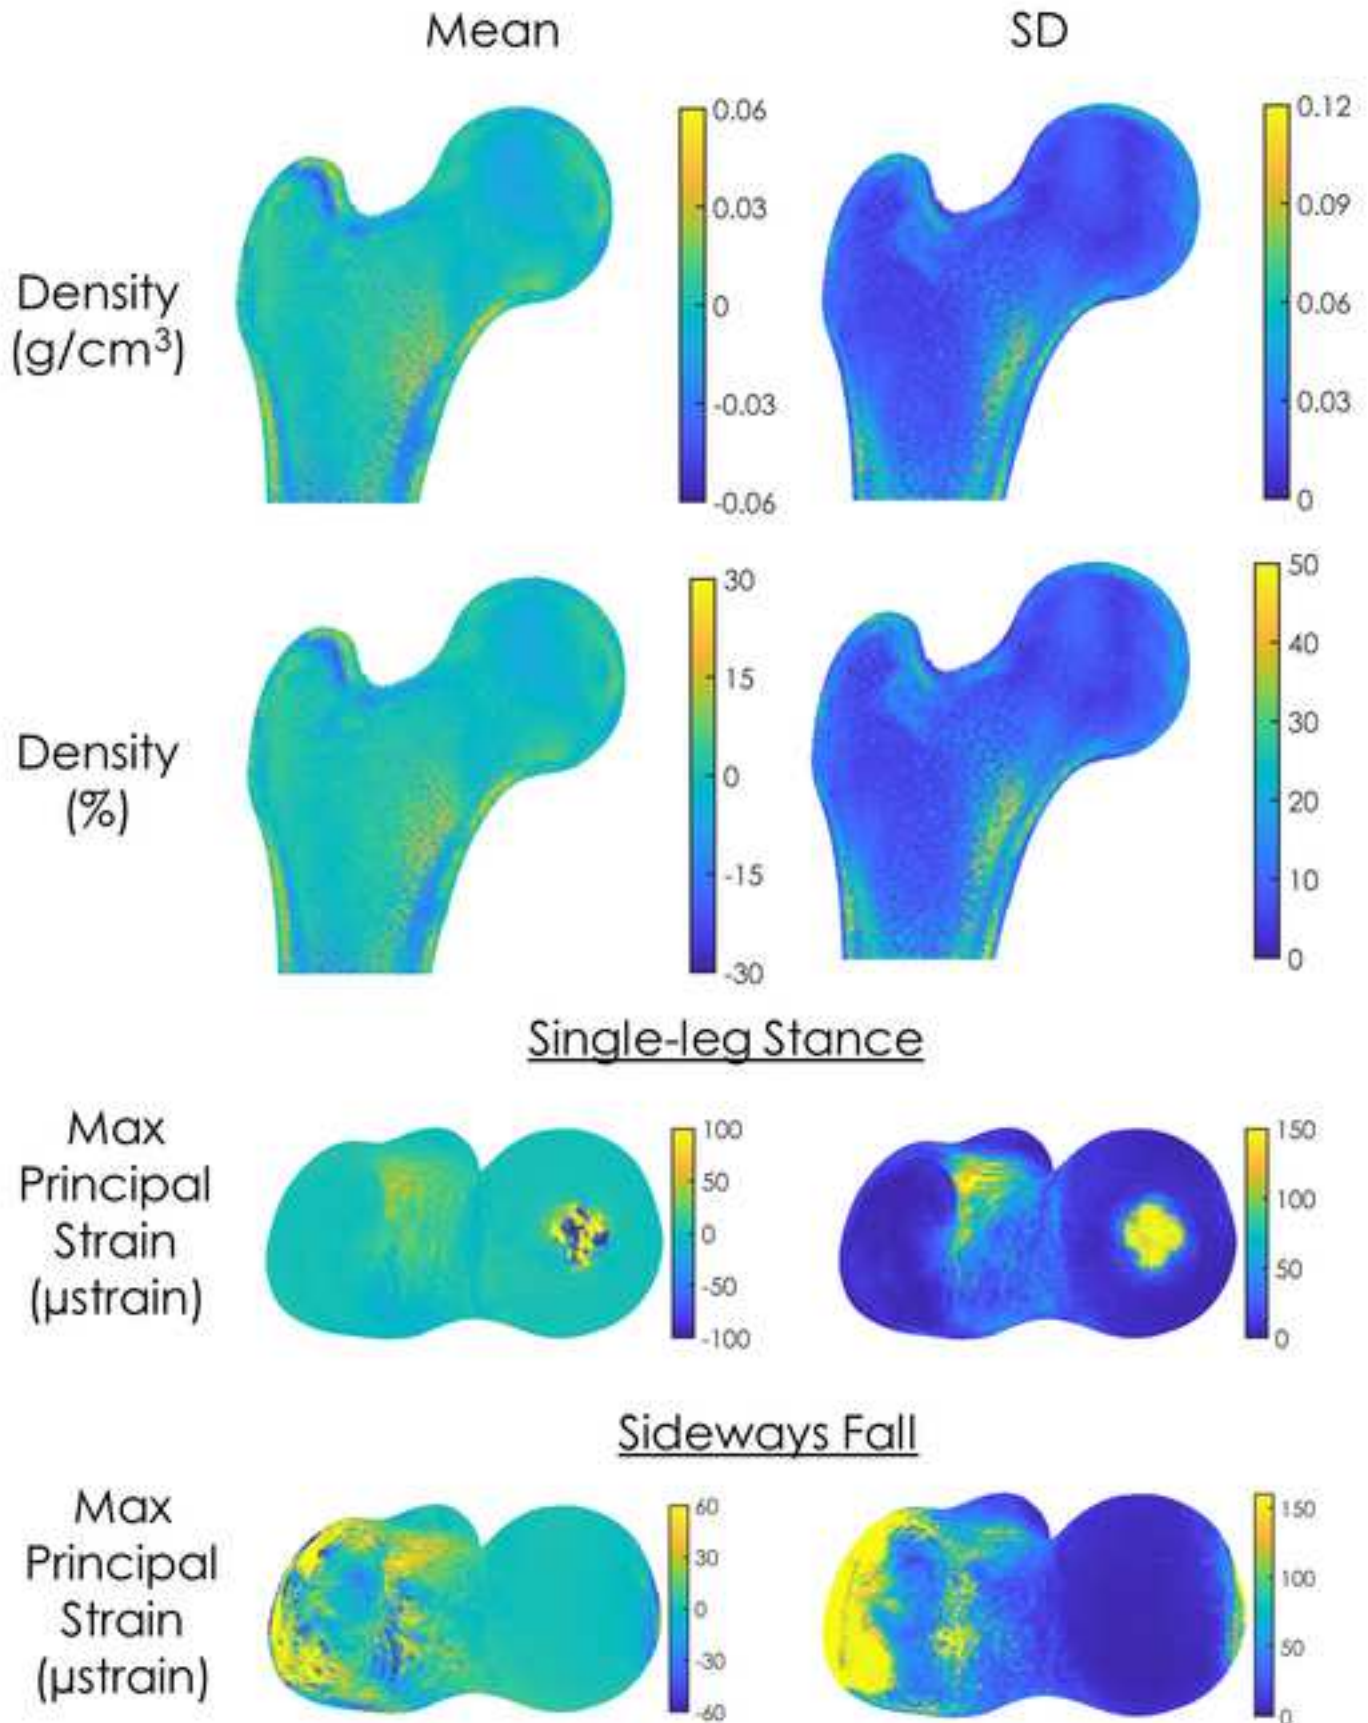 Mean
SD
Density
(g/cm³)
0.06
0.03
0
-0.03
-0.06
0.12
0.09
0.06
0.03
0
Density
(%)
30
15
0
-15
-30
50
40
30
20
10
0
Single-leg Stance
Max
Principal
Strain
(µstrain)
100
50
0
-50
-100
150
100
50
0
Sideways Fall
Max
Principal
Strain
(µstrain)
60
30
0
-30
-60
150
100
50
0